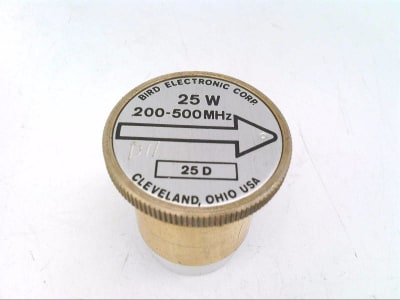 BIRD ELECTRONIC CORP.
25 W
200-500MHz
25 D
CLEVELAND, OHIO USA